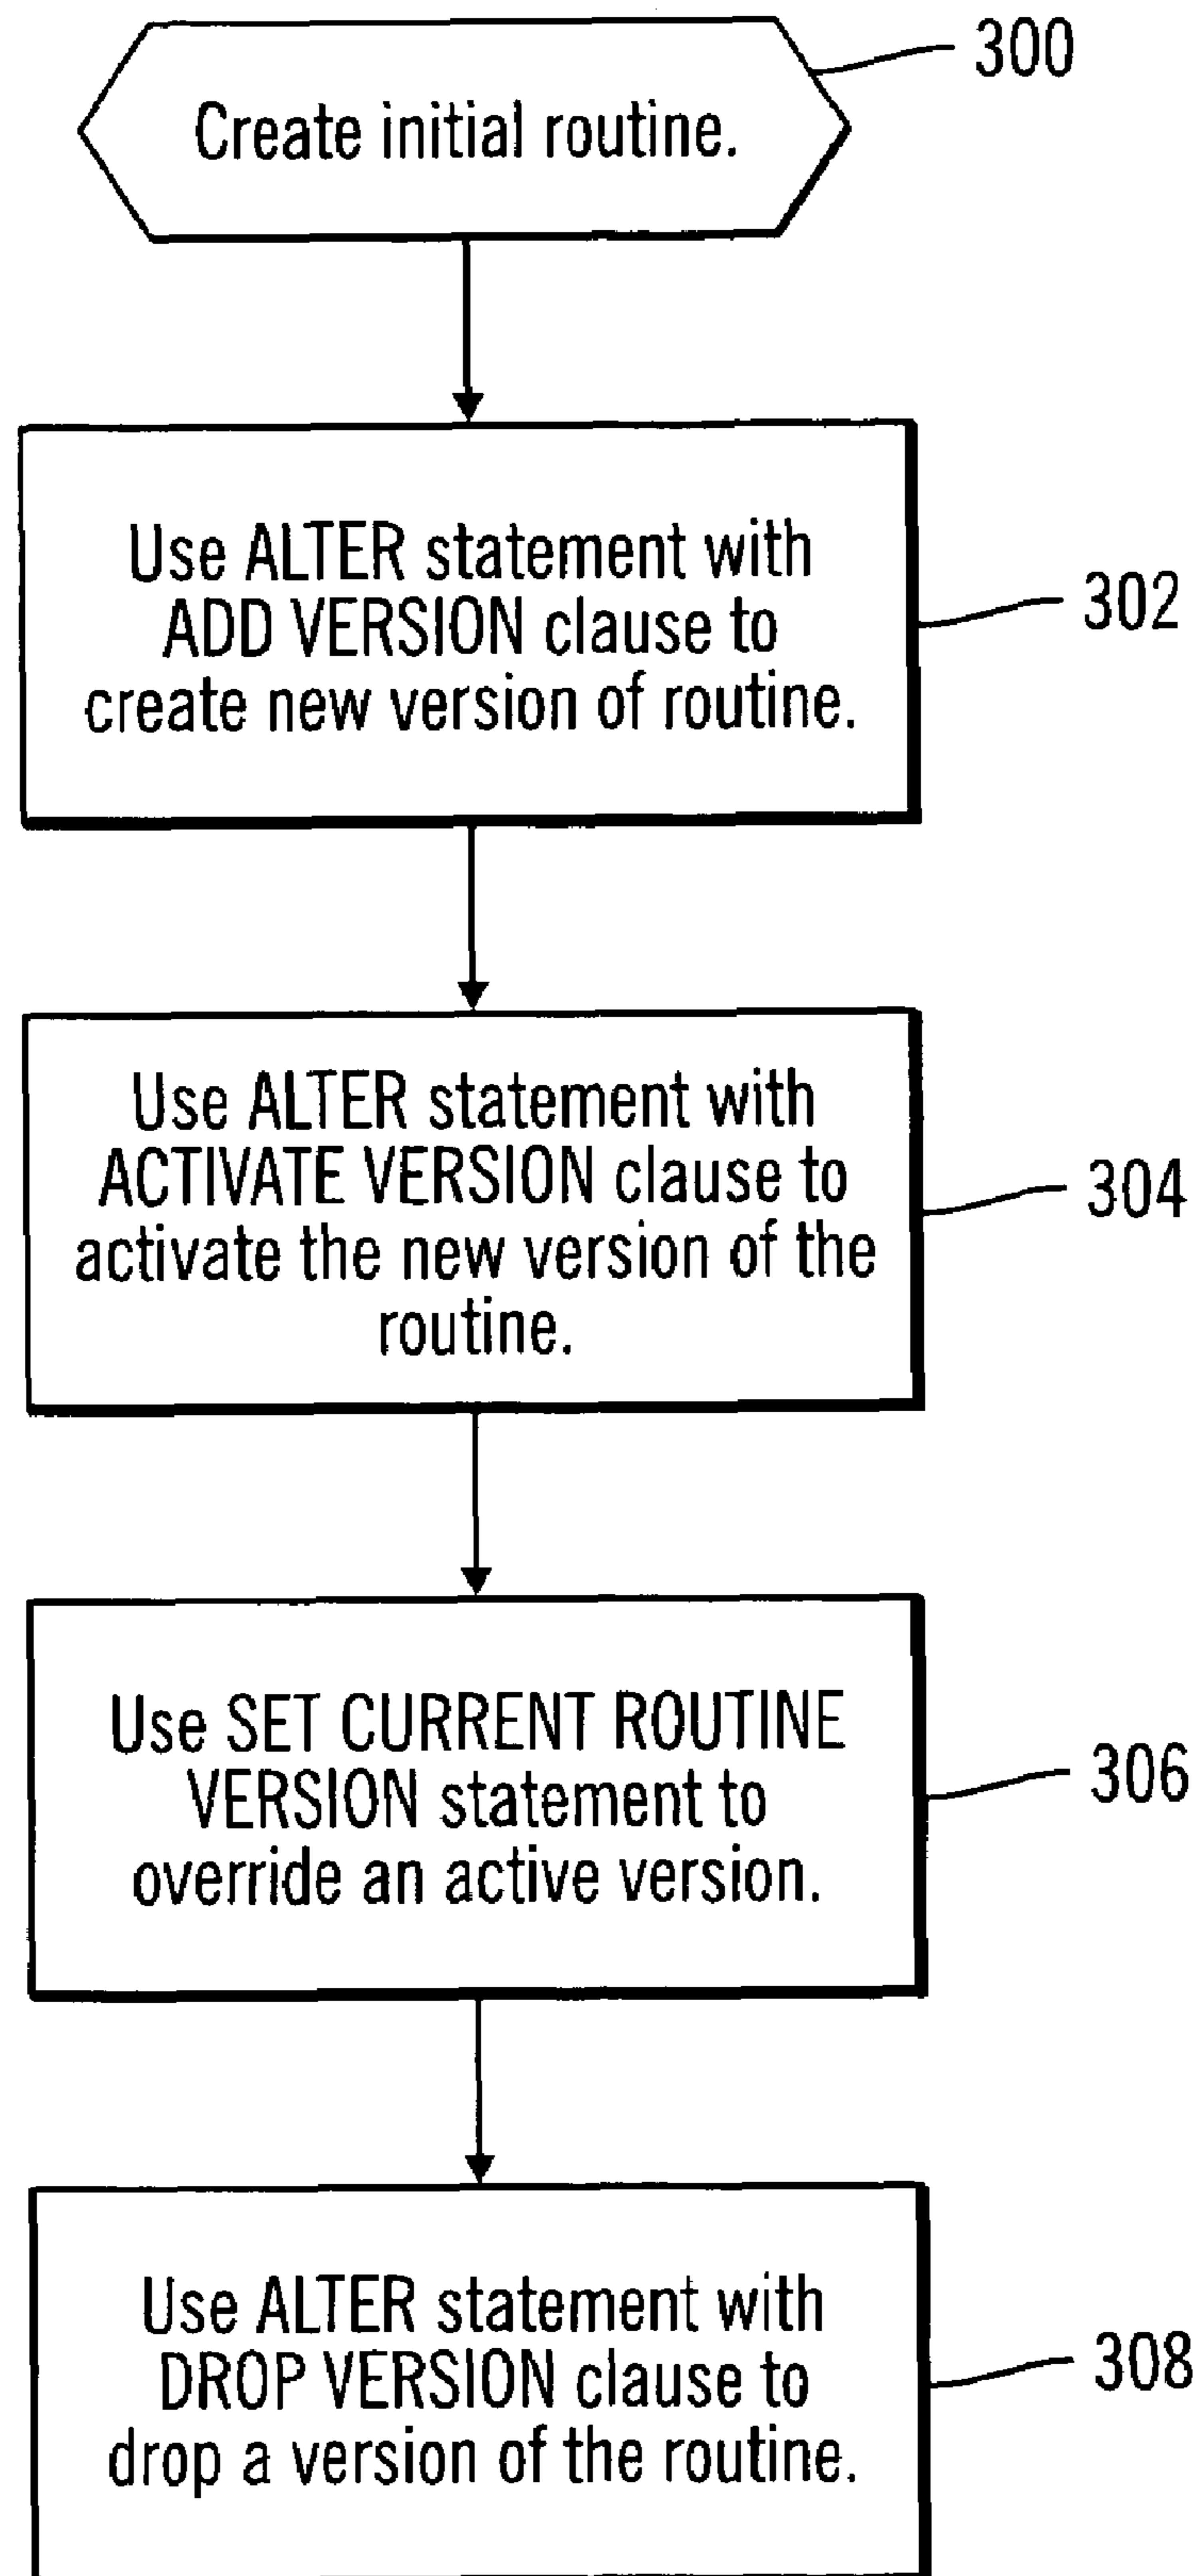 300
Create initial routine.
Use ALTER statement with
ADD VERSION clause to
create new version of routine.
302
Use ALTER statement with
ACTIVATE VERSION clause to
activate the new version of the
routine.
304
Use SET CURRENT ROUTINE
VERSION statement to
override an active version.
306
Use ALTER statement with
DROP VERSION clause to
drop a version of the routine.
308